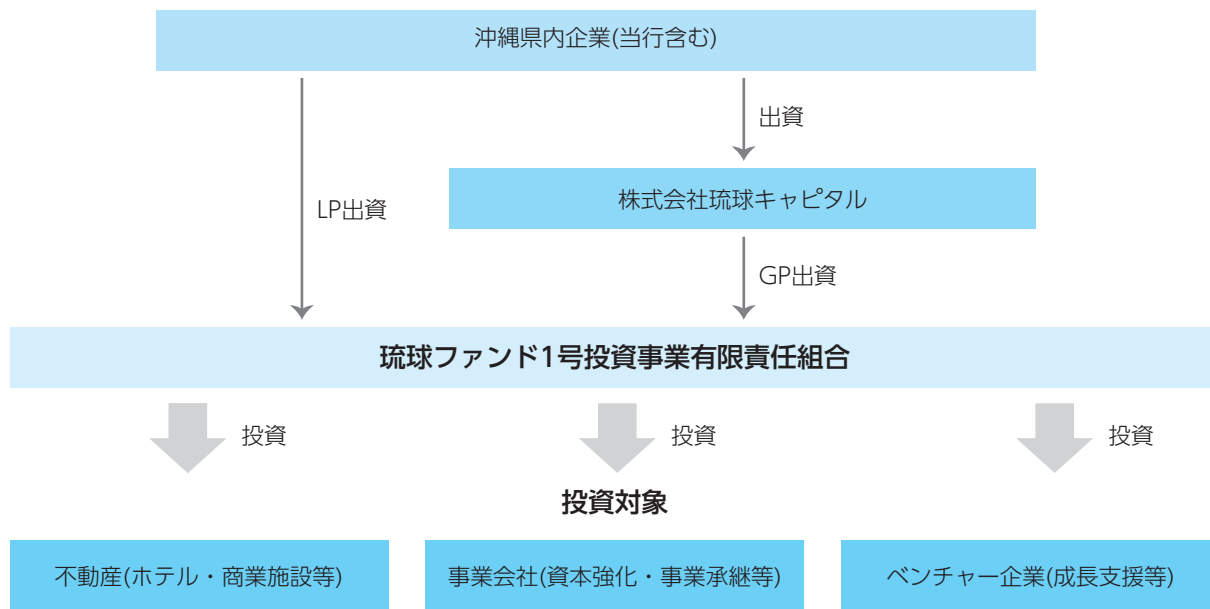 沖縄県内企業(当行含む)
出資
株式会社琉球キャピタル
LP出資
GP出資
琉球ファンド1号投資事業有限責任組合
投資
投資
投資
投資対象
不動産(ホテル・商業施設等)
事業会社(資本強化・事業承継等)
ベンチャー企業(成長支援等)